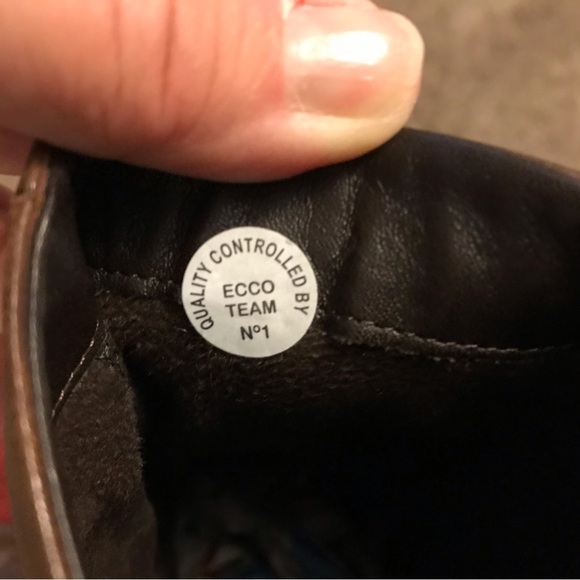 QUALITY CONTROLLED BY
ECCO
TEAM
Nº1